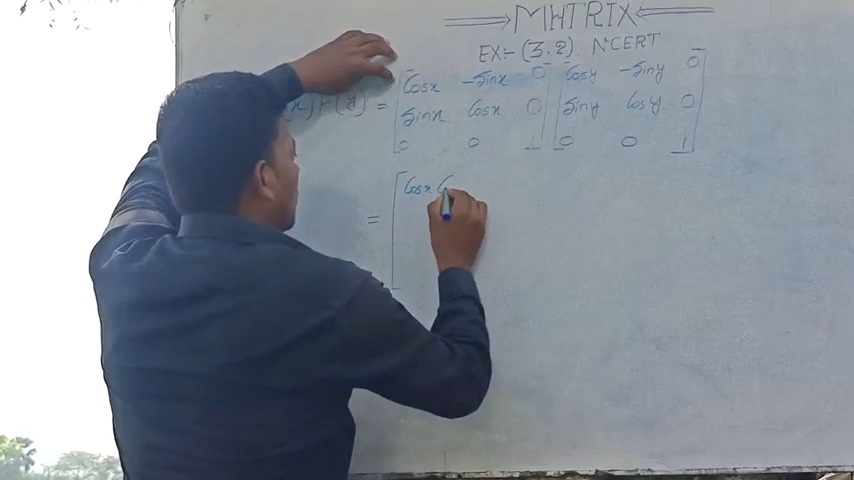 ⇒ MATRIX ⇐
EX:- (3.2) NCERT
(x) F(y) = [ Cosx -Sinx 0 ] [ Cosy -Siny 0 ]
Sinx Cosx 0 Siny Cosy 0
0 0 1 0 0 1
= [ Cosx C